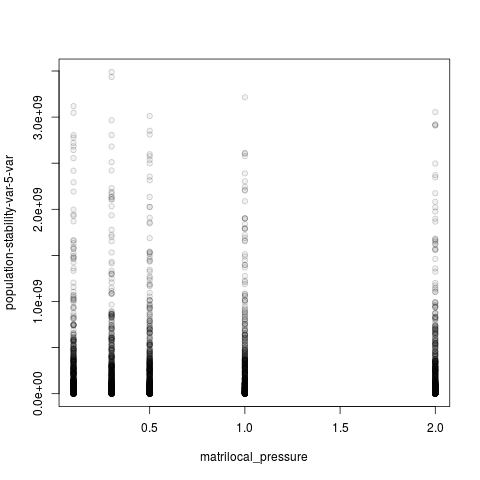 population-stability-var-5-var
3.0e+09
2.0e+09
1.0e+09
0.0e+00
0.5
1.0
1.5
2.0
matrilocal_pressure